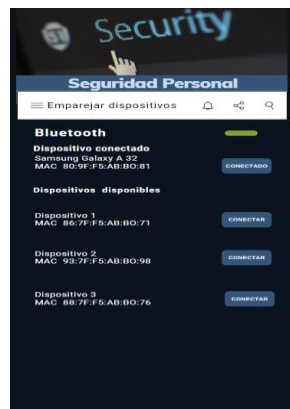 Security
Seguridad Personal
Emparejar dispositivos
Bluetooth
Dispositivo conectado
Samsung Galaxy A 32
MAC 80:9F:F5:AB:B0:81
CONECTADO
Dispositivos disponibles
Dispositivo 1
MAC 86:7F:F5:AB:BO:71
CONECTAR
Dispositivo 2
MAC 93:7F:F5:AB:BO:98
CONECTAR
Dispositivo 3
MAC 88:7F:F5:AB:BO:76
CONECTAR